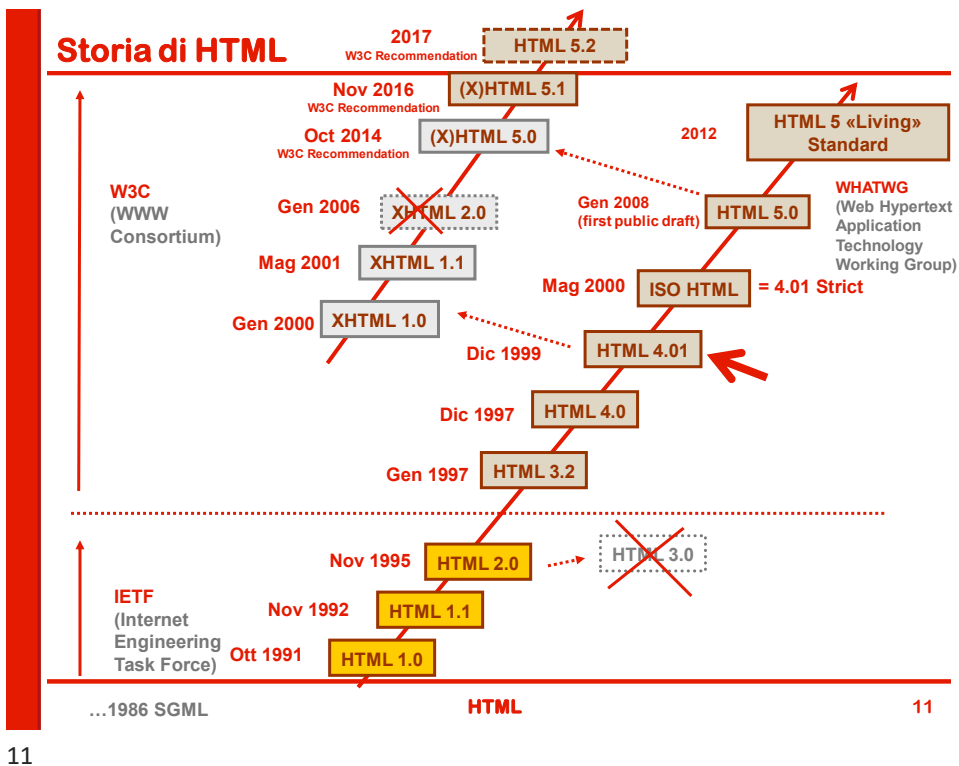 Storia di HTML
2017
W3C Recommendation
HTML 5.2
Nov 2016
W3C Recommendation
(X)HTML 5.1
Oct 2014
W3C Recommendation
(X)HTML 5.0
2012
HTML 5 «Living»
Standard
W3C
(WWW
Consortium)
Gen 2006
XHTML 2.0
Gen 2008
(first public draft)
HTML 5.0
WHATWG
(Web Hypertext
Application
Technology
Working Group)
Mag 2001
XHTML 1.1
Mag 2000
ISO HTML
= 4.01 Strict
Gen 2000
XHTML 1.0
Dic 1999
HTML 4.01
Dic 1997
HTML 4.0
Gen 1997
HTML 3.2
Nov 1995
HTML 2.0
HTML 3.0
IETF
(Internet
Engineering
Task Force)
Nov 1992
HTML 1.1
Ott 1991
HTML 1.0
…1986 SGML
HTML
11
11